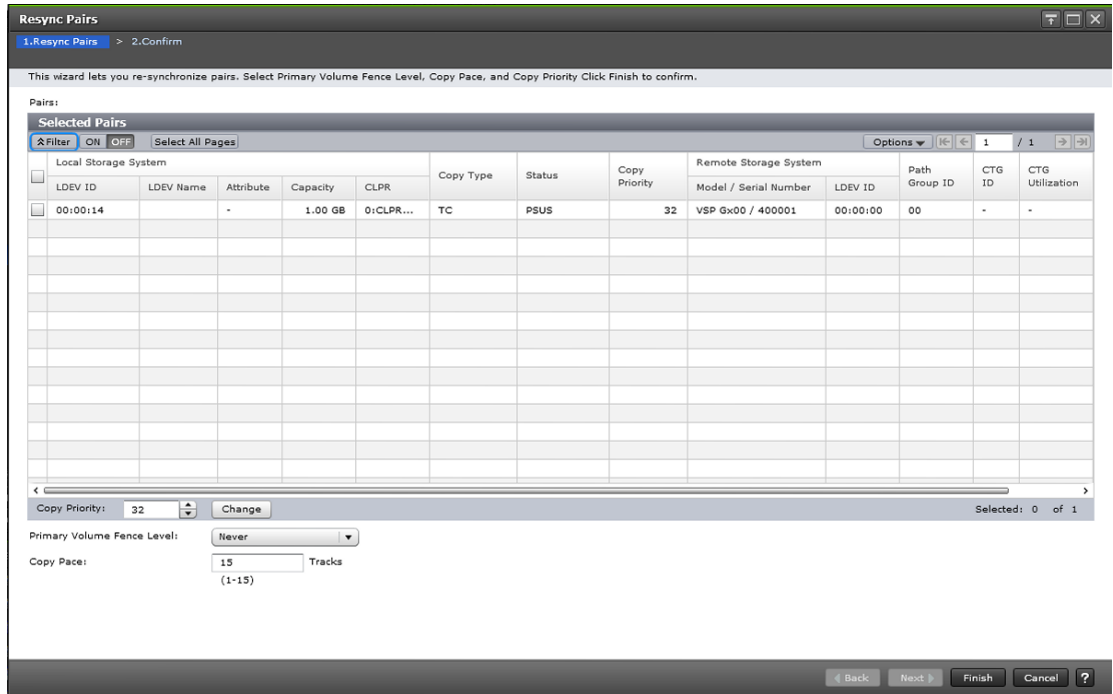 Resync Pairs
1.Resync Pairs > 2.Confirm
This wizard lets you re-synchronize pairs. Select Primary Volume Fence Level, Copy Pace, and Copy Priority Click Finish to confirm.
Pairs:
Selected Pairs
Filter ON OFF Select All Pages Options 1 / 1
Local Storage System Copy Type Status Copy Priority Remote Storage System Path Group ID CTG ID CTG Utilization
LDEV ID LDEV Name Attribute Capacity CLPR Model / Serial Number LDEV ID
00:00:14 - 1.00 GB 0:CLPR... TC PSUS 32 VSP Gx00 / 400001 00:00:00 00 - -
Copy Priority: 32 Change Selected: 0 of 1
Primary Volume Fence Level: Never
Copy Pace: 15 Tracks
(1-15)
Back Next Finish Cancel ?